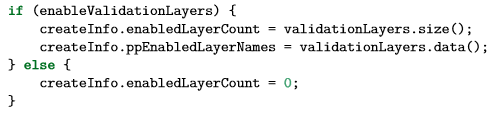 if (enableValidationLayers) {
    createInfo.enabledLayerCount = validationLayers.size();
    createInfo.ppEnabledLayerNames = validationLayers.data();
} else {
    createInfo.enabledLayerCount = 0;
}